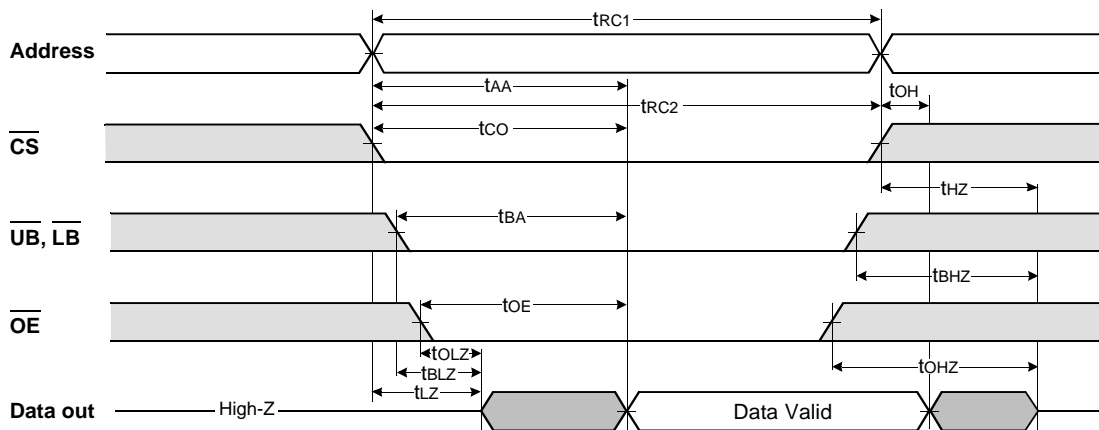 tRC1
Address
tAA
tOH
tRC2
CS
tCO
tHZ
UB, LB
tBA
tBHZ
OE
tOE
tOLZ
tBLZ
tOHZ
tLZ
Data out
High-Z
Data Valid